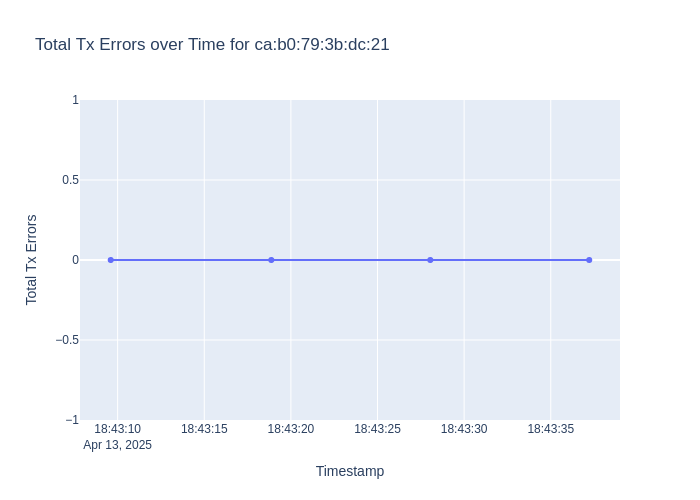 Total Tx Errors over Time for ca:b0:79:3b:dc:21
1
0.5
0
−0.5
−1
Total Tx Errors
18:43:10 18:43:15 18:43:20 18:43:25 18:43:30 18:43:35
Apr 13, 2025
Timestamp